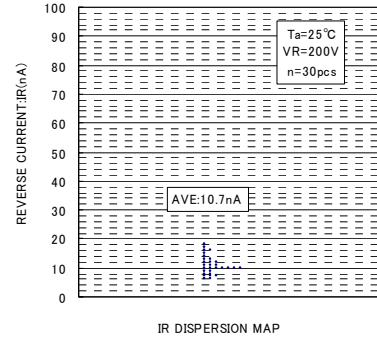 100
90
80
70
60
50
40
30
20
10
0
REVERSE CURRENT:IR(nA)
Ta=25°C
VR=200V
n=30pcs
AVE:10.7nA
IR DISPERSION MAP